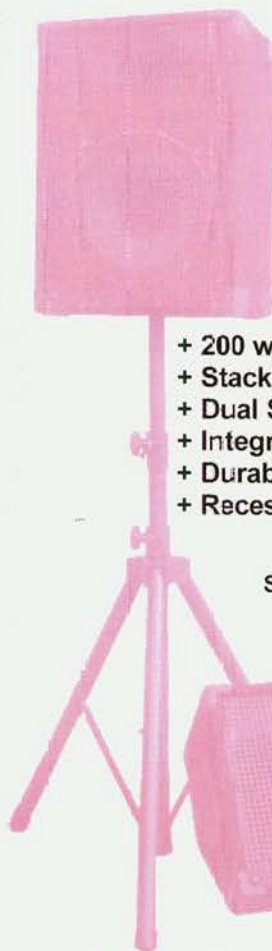 + 200 w
+ Stack
+ Dual S
+ Integr
+ Durab
+ Reces
S